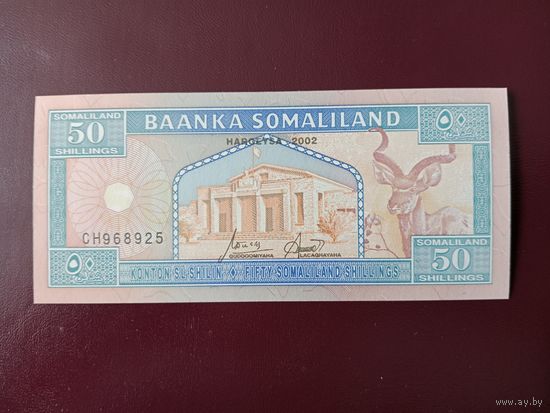 SOMALILAND
50
SHILLINGS
BAANKA SOMALILAND
٥٠
HARGEYSA 2002
CH968925
GUDDOOMIYAHA
LACAGHAYAHA
٥٠
KONTON SL SHILIN ◊ FIFTY SOMALILAND SHILLINGS
SOMALILAND
50
SHILLINGS
www.ay.by